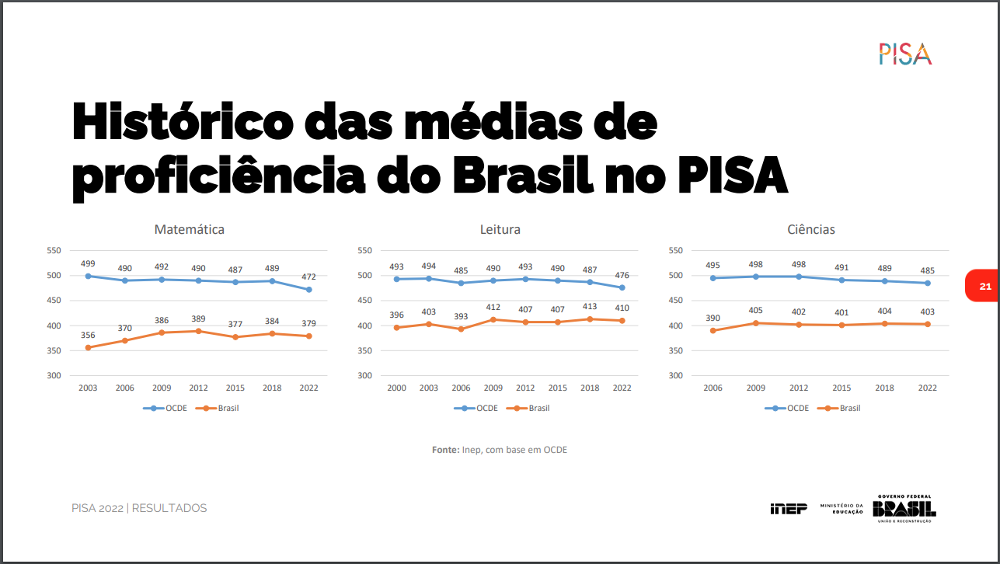 PISA
Histórico das médias de
proficiência do Brasil no PISA
Matemática
550
500
450
400
350
300
499 490 492 490 487 489 472
356 370 386 389 377 384 379
2003 2006 2009 2012 2015 2018 2022
OCDE Brasil
Leitura
550
500
450
400
350
300
493 494 485 490 493 490 487 476
396 403 393 412 407 407 413 410
2000 2003 2006 2009 2012 2015 2018 2022
OCDE Brasil
Ciências
550
500
450
400
350
300
495 498 498 491 489 485
390 405 402 401 404 403
2006 2009 2012 2015 2018 2022
OCDE Brasil
21
Fonte: Inep, com base em OCDE
PISA 2022 | RESULTADOS
inep
MINISTÉRIO DA
EDUCAÇÃO
GOVERNO FEDERAL
BRASIL
UNIÃO E RECONSTRUÇÃO